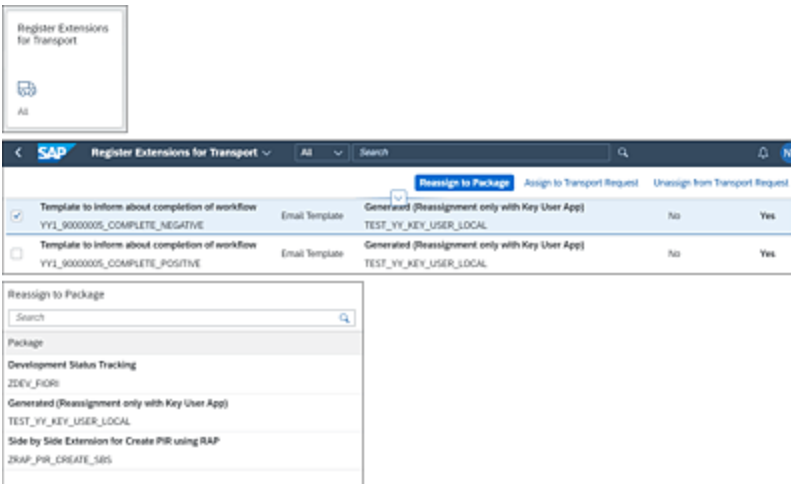 Register Extensions
for Transport
All
SAP Register Extensions for Transport All Search
Reassign to Package Assign to Transport Request Unassign from Transport Request
Template to inform about completion of workflow Generated (Reassignment only with Key User App)
Email Template No Yes
YY1_90000005_COMPLETE_NEGATIVE TEST_YY_KEY_USER_LOCAL
Template to inform about completion of workflow Generated (Reassignment only with Key User App)
Email Template No Yes
YY1_90000005_COMPLETE_POSITIVE TEST_YY_KEY_USER_LOCAL
Reassign to Package
Search
Package
Development Status Tracking
ZDEV_FIORI
Generated (Reassignment only with Key User App)
TEST_YY_KEY_USER_LOCAL
Side by Side Extension for Create PIR using RAP
ZRAP_PIR_CREATE_SBS